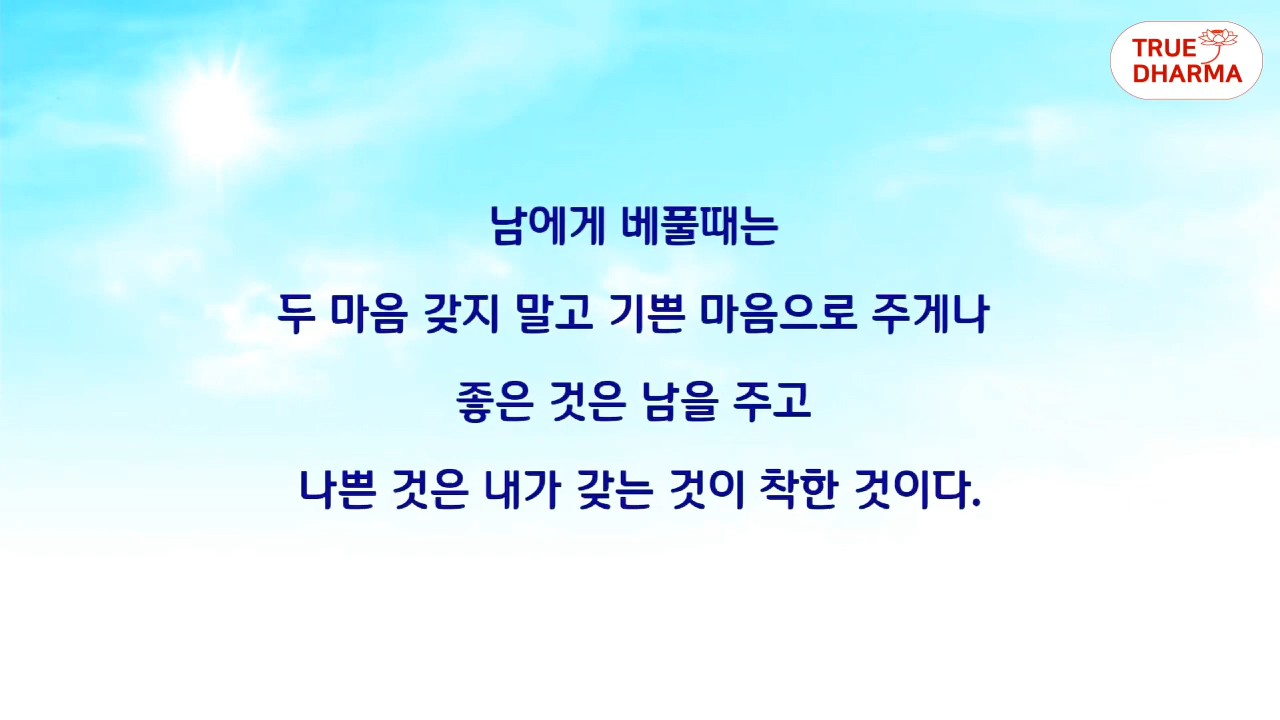 TRUE
DHARMA
남에게 베풀때는
두 마음 갖지 말고 기쁜 마음으로 주게나
좋은 것은 남을 주고
나쁜 것은 내가 갖는 것이 착한 것이다.